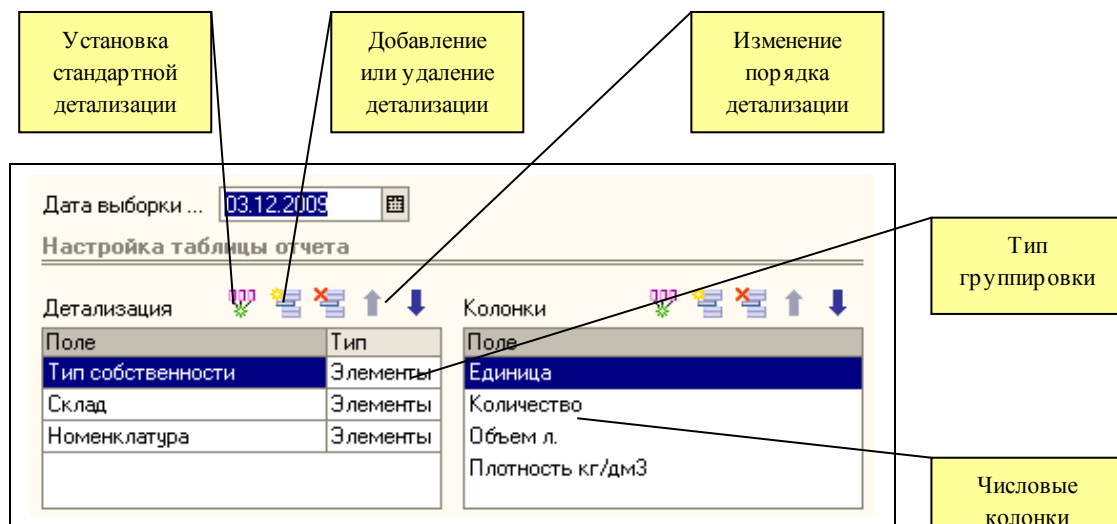 Установка
стандартной
детализации
Добавление
или удаление
детализации
Изменение
порядка
детализации
Дата выборки ... 03.12.2009
Настройка таблицы отчета
Тип
группировки
Детализация
Колонки
Поле Тип
Тип собственности Элементы
Склад Элементы
Номенклатура Элементы
Поле
Единица
Количество
Объем л.
Плотность кг/дм3
Числовые
колонки